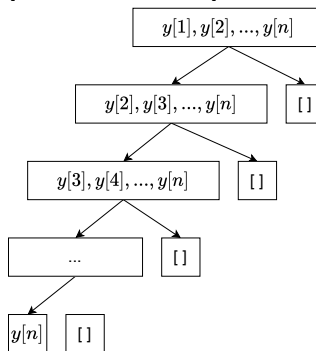 y[1], y[2], ..., y[n]
y[2], y[3], ..., y[n] []
y[3], y[4], ..., y[n] []
... []
y[n] []